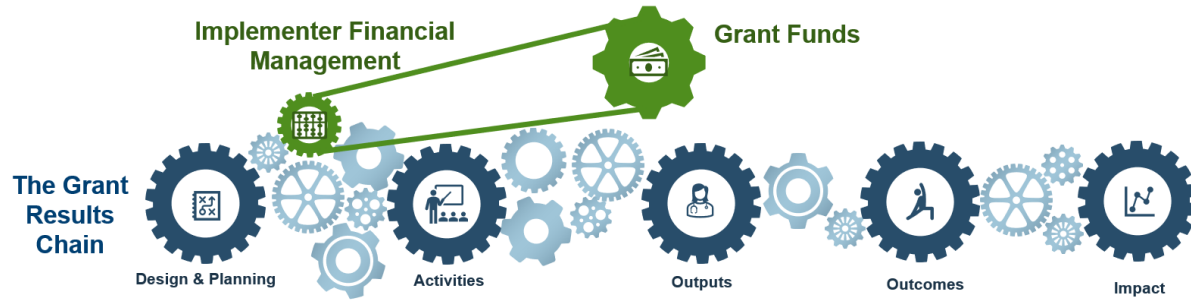 Implementer Financial
Management
Grant Funds
The Grant
Results
Chain
Design & Planning
Activities
Outputs
Outcomes
Impact